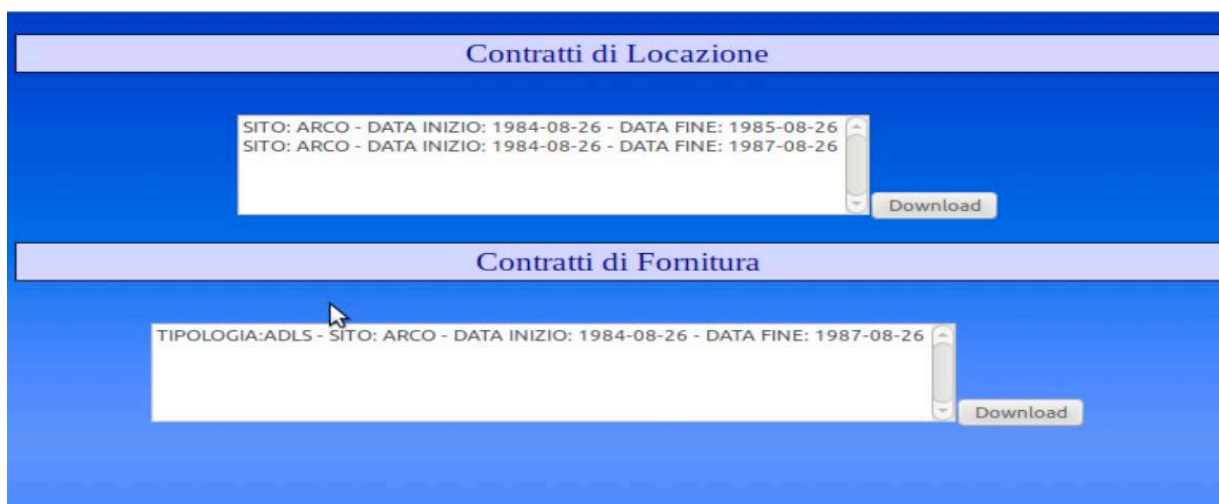 Contratti di Locazione
SITO: ARCO - DATA INIZIO: 1984-08-26 - DATA FINE: 1985-08-26
SITO: ARCO - DATA INIZIO: 1984-08-26 - DATA FINE: 1987-08-26
Download
Contratti di Fornitura
TIPOLOGIA:ADLS - SITO: ARCO - DATA INIZIO: 1984-08-26 - DATA FINE: 1987-08-26
Download